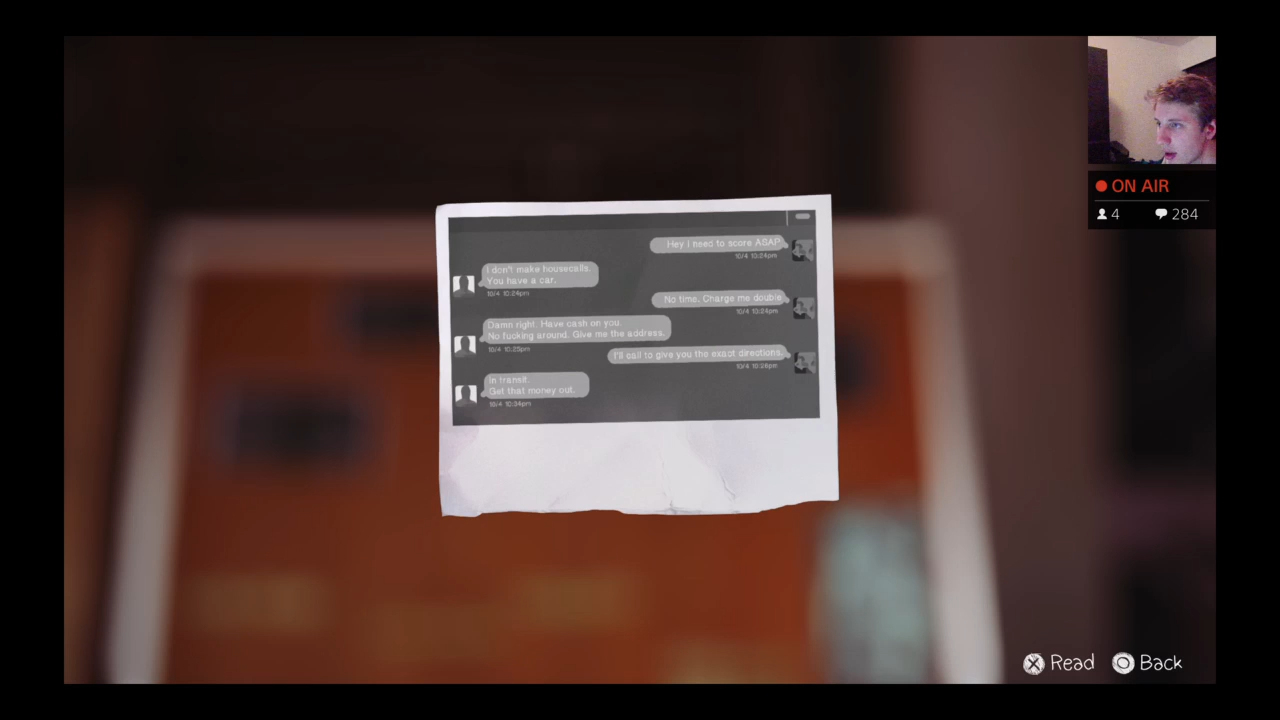 ON AIR
4 284
Hey I need to score ASAP
10/4 10:24pm
I don't make housecalls.
You have a car.
10/4 10:24pm
No time. Charge me double
10/4 10:24pm
Damn right. Have cash on you.
No fucking around. Give me the address.
10/4 10:25pm
I'll call to give you the exact directions.
10/4 10:26pm
In transit.
Get that money out.
10/4 10:34pm
Read Back